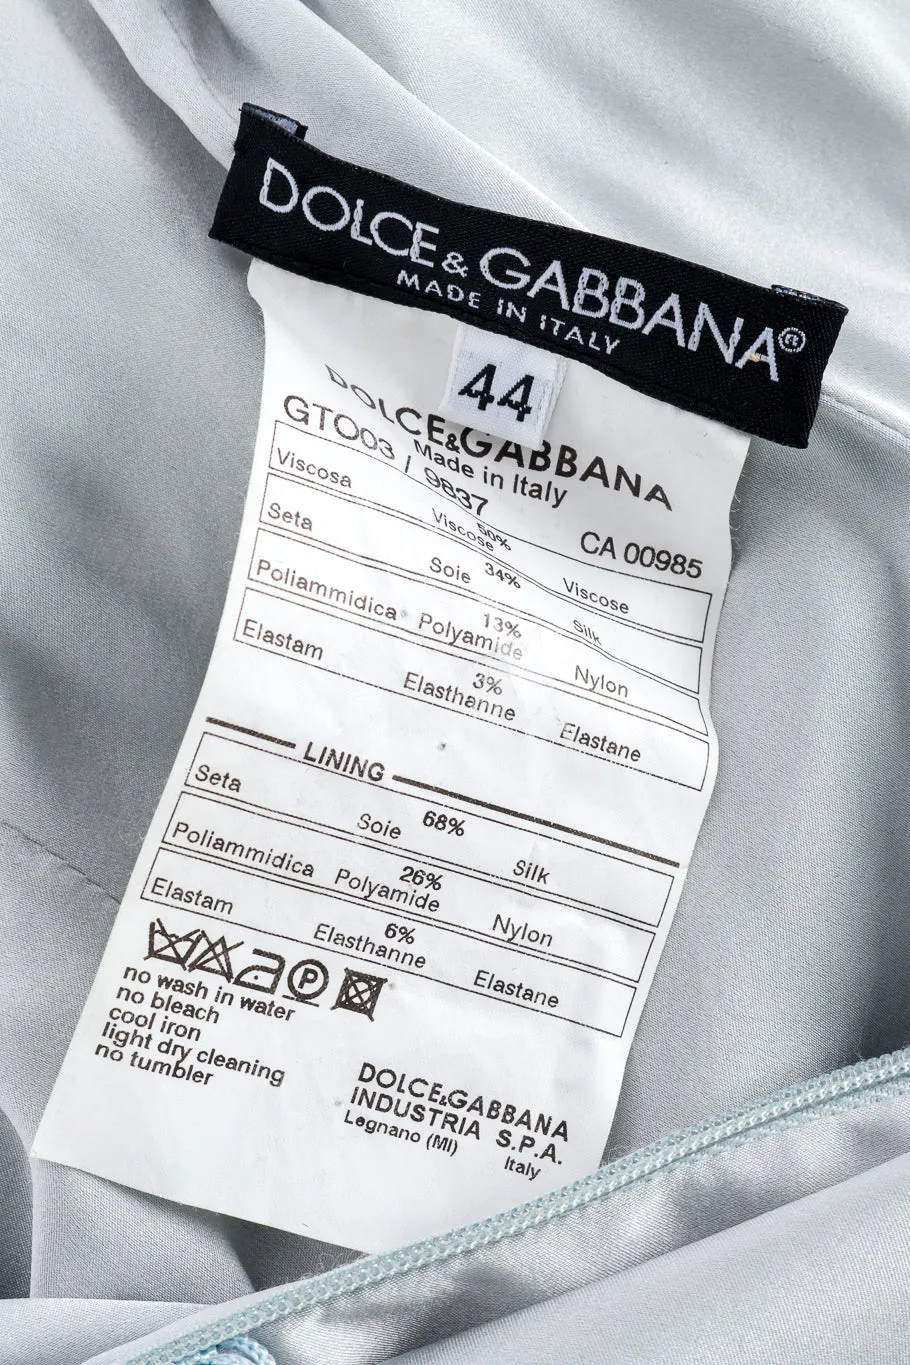 DOLCE&GABBANA®
MADE IN ITALY
44
DOLCE&GABBANA
Made in Italy
GTO03 / 9837
CA 00985
Viscosa Viscose 50% Viscose
Seta Soie 34% Silk
Poliammidica Polyamide 13% Nylon
Elastam Elasthanne 3% Elastane
LINING
Seta Soie 68% Silk
Poliammidica Polyamide 26% Nylon
Elastam Elasthanne 6% Elastane
P
no wash in water
no bleach
cool iron
light dry cleaning
no tumbler
DOLCE&GABBANA
INDUSTRIA S.P.A.
Legnano (MI)
Italy